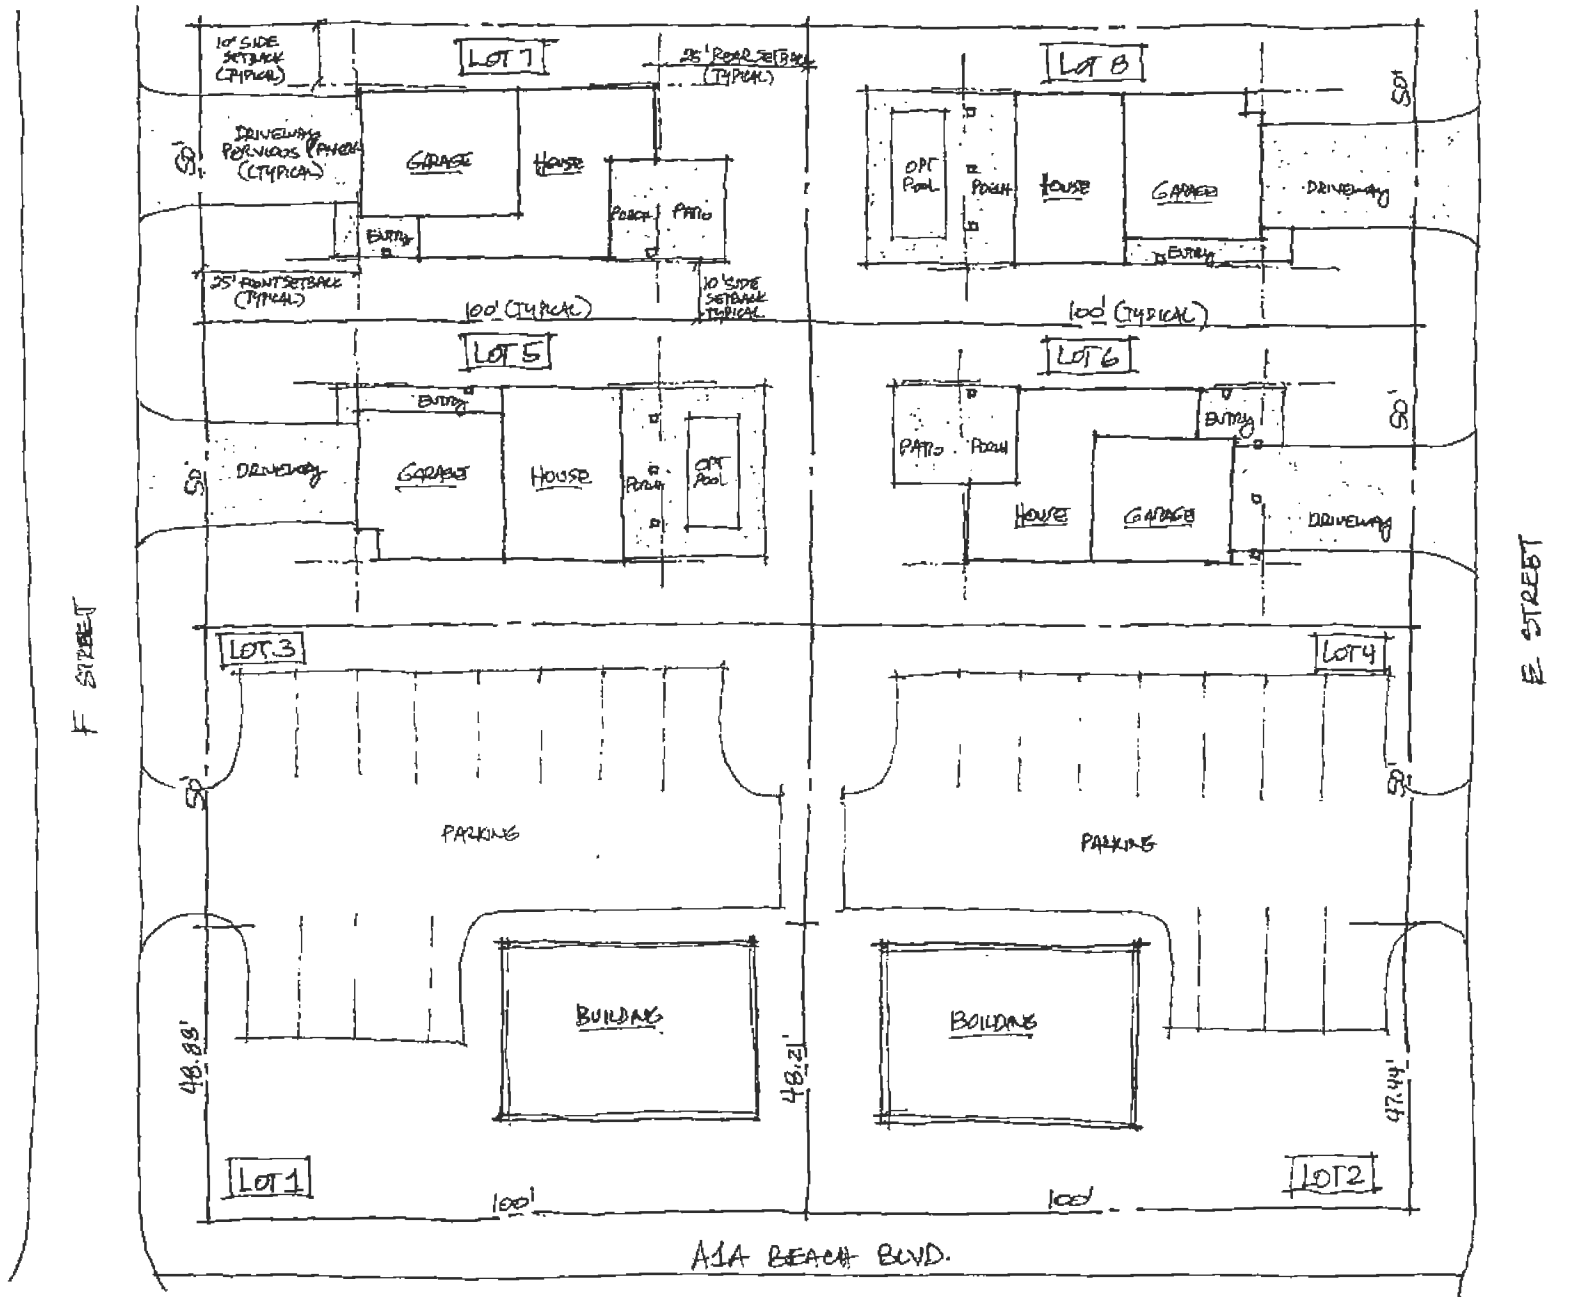 10' SIDE
SETBACK
(TYPICAL)
LOT 7
25' REAR SETBACK
(TYPICAL)
LOT 8
50'
DRIVEWAY
PERVIOUS PAVER
(TYPICAL)
50'
GARAGE
HOUSE
PORCH
PATIO
ENTRY
OPT
POOL
PORCH
HOUSE
GARAGE
DRIVEWAY
ENTRY
25' FRONT SETBACK
(TYPICAL)
100' (TYPICAL)
10' SIDE
SETBACK
TYPICAL
100' (TYPICAL)
LOT 5
LOT 6
50'
ENTRY
DRIVEWAY
50'
GARAGE
HOUSE
PORCH
OPT
POOL
PATIO
PORCH
ENTRY
HOUSE
GARAGE
DRIVEWAY
F STREET
E STREET
LOT 3
LOT 4
50'
50'
PARKING
PARKING
BUILDING
BUILDING
48.21'
47.44'
LOT 1
LOT 2
100'
100'
A1A BEACH BLVD.